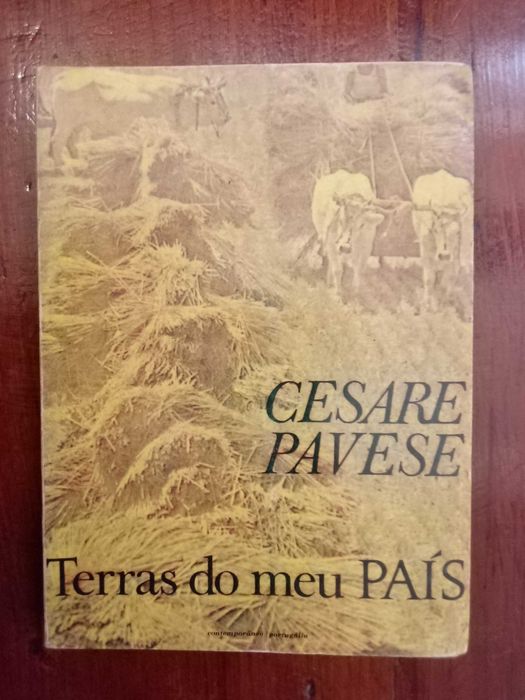 CESARE
PAVESE
Terras do meu PAÍS
contemporânea | portugália